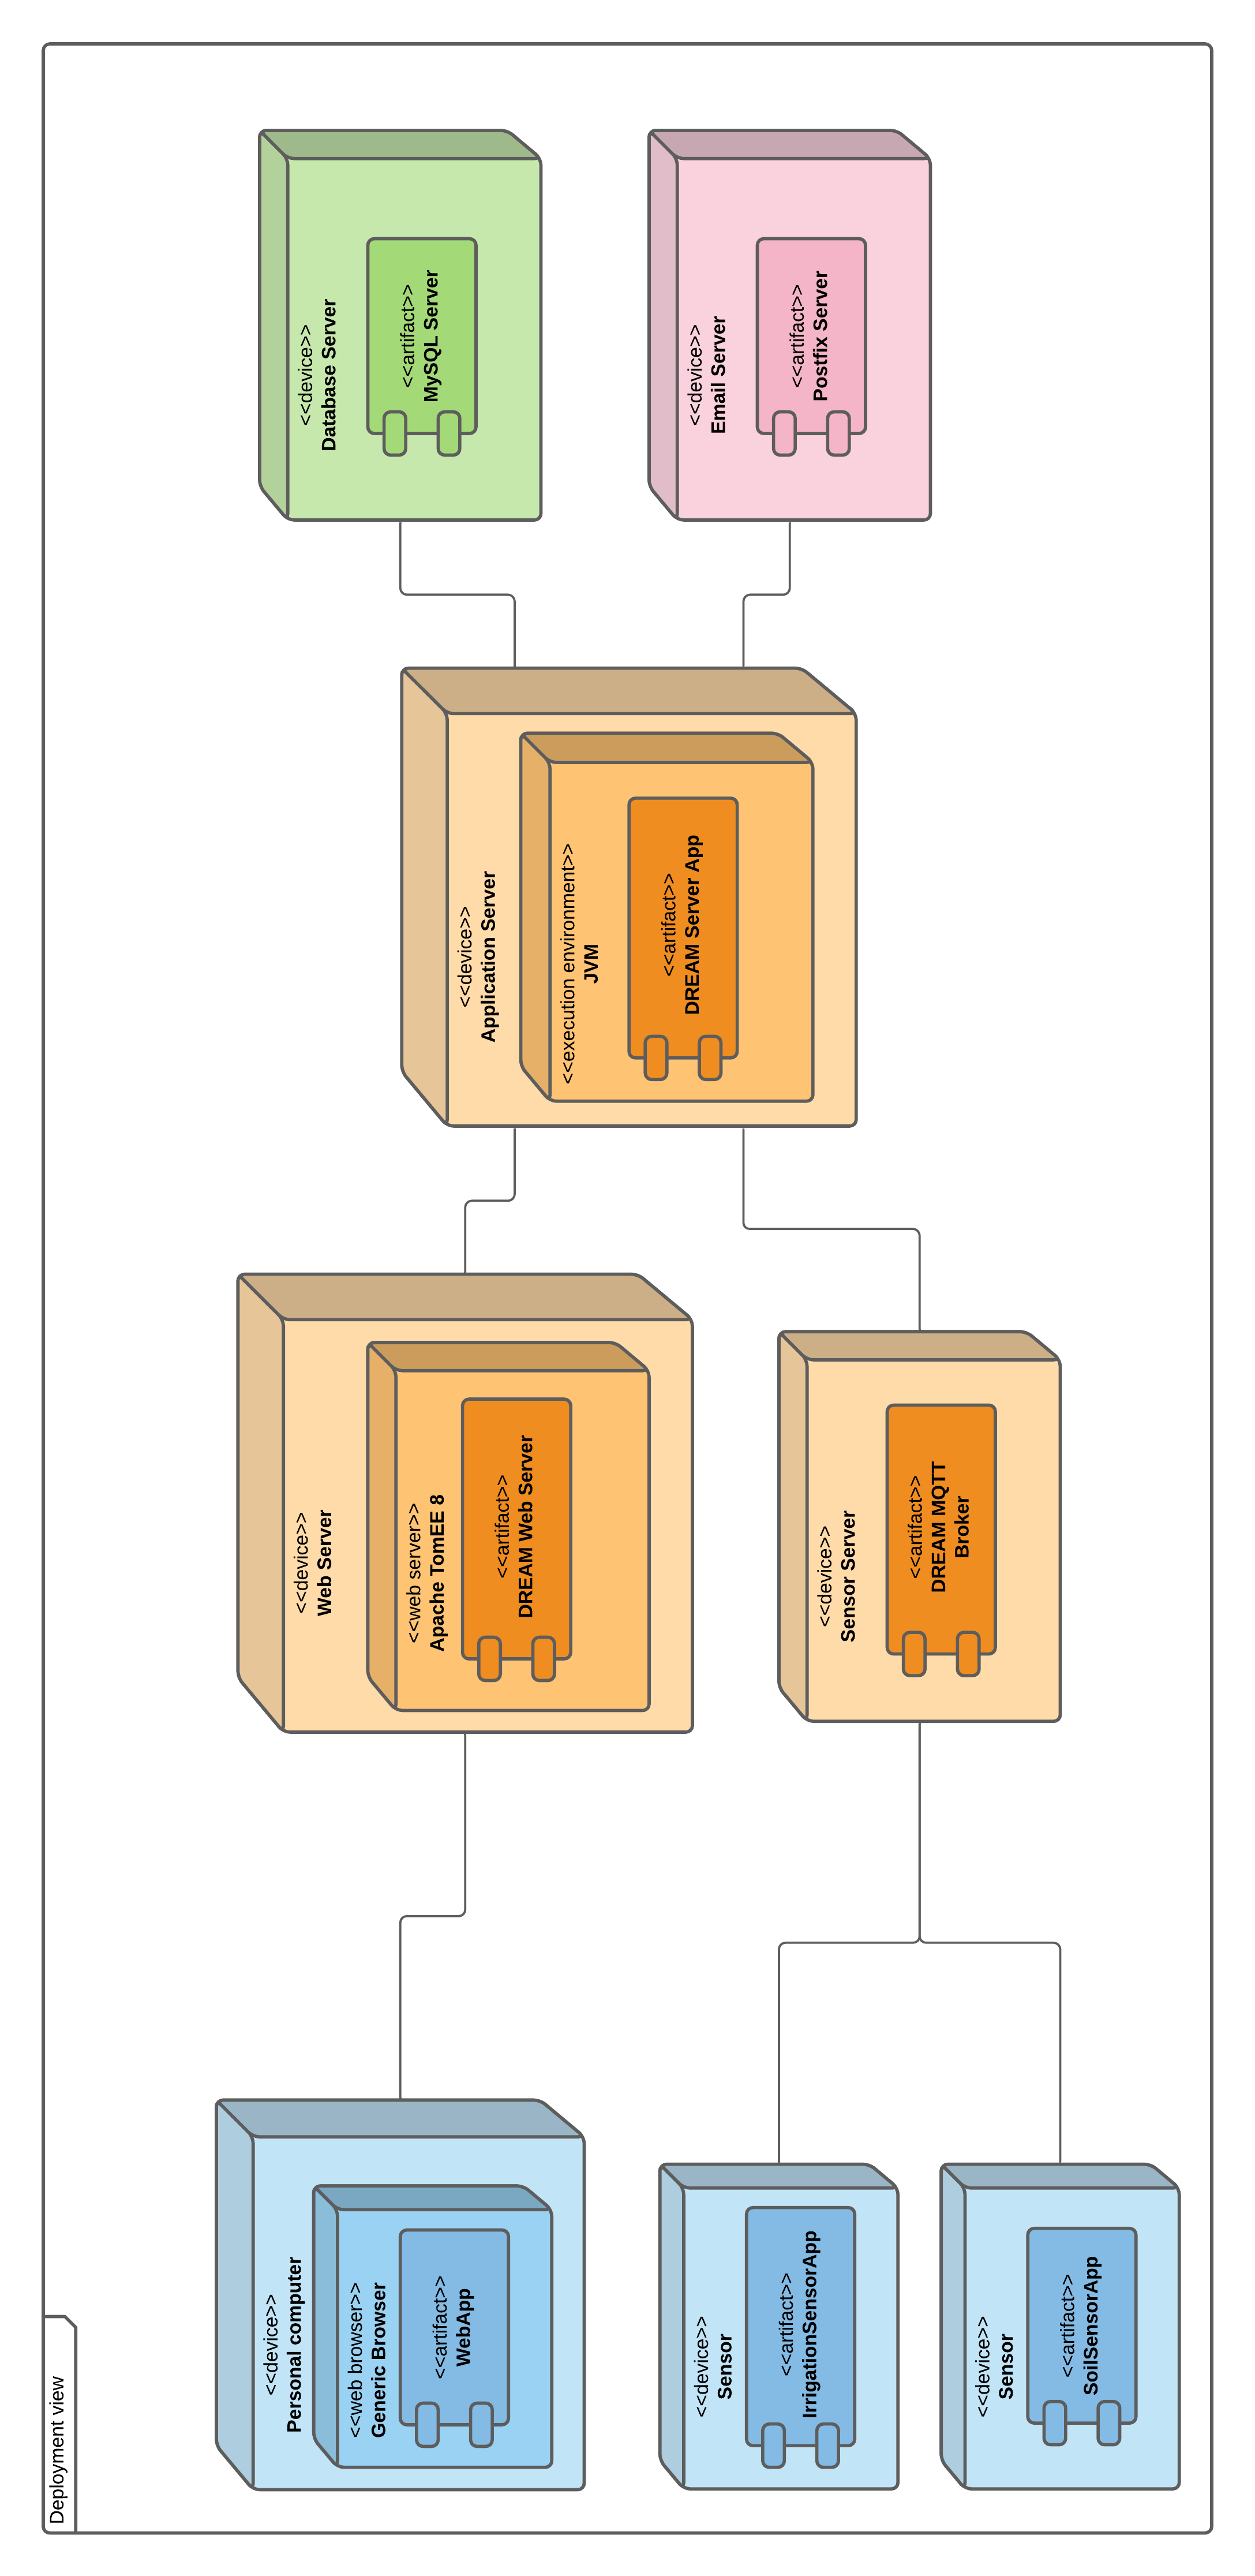 Deployment view
<<device>>
Personal computer
<<web browser>>
Generic Browser
<<artifact>>
WebApp
<<device>>
Web Server
<<web server>>
Apache TomEE 8
<<artifact>>
DREAM Web Server
<<device>>
Application Server
<<execution environment>>
JVM
<<artifact>>
DREAM Server App
<<device>>
Database Server
<<artifact>>
MySQL Server
<<device>>
Email Server
<<artifact>>
Postfix Server
<<device>>
Sensor Server
<<artifact>>
DREAM MQTT
Broker
<<device>>
Sensor
<<artifact>>
IrrigationSensorApp
<<device>>
Sensor
<<artifact>>
SoilSensorApp